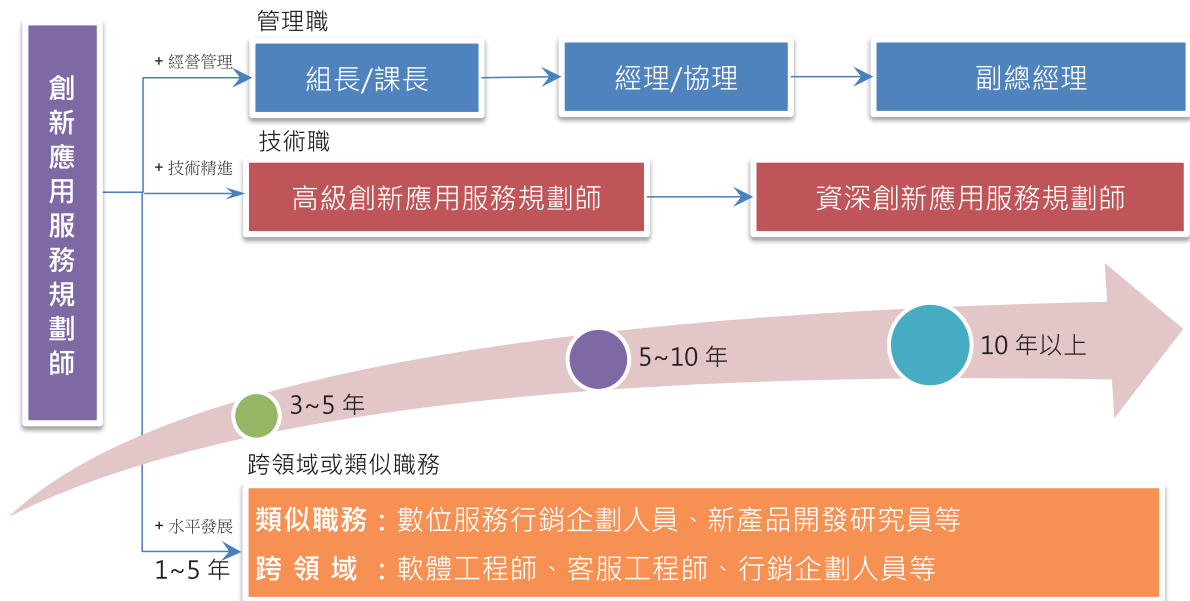 創新應用服務規劃師
管理職
+ 經營管理
組長/課長
經理/協理
副總經理
技術職
+ 技術精進
高級創新應用服務規劃師
資深創新應用服務規劃師
10 年以上
5~10 年
3~5 年
跨領域或類似職務
+ 水平發展
1~5 年
類似職務：數位服務行銷企劃人員、新產品開發研究員等
跨 領 域 ：軟體工程師、客服工程師、行銷企劃人員等